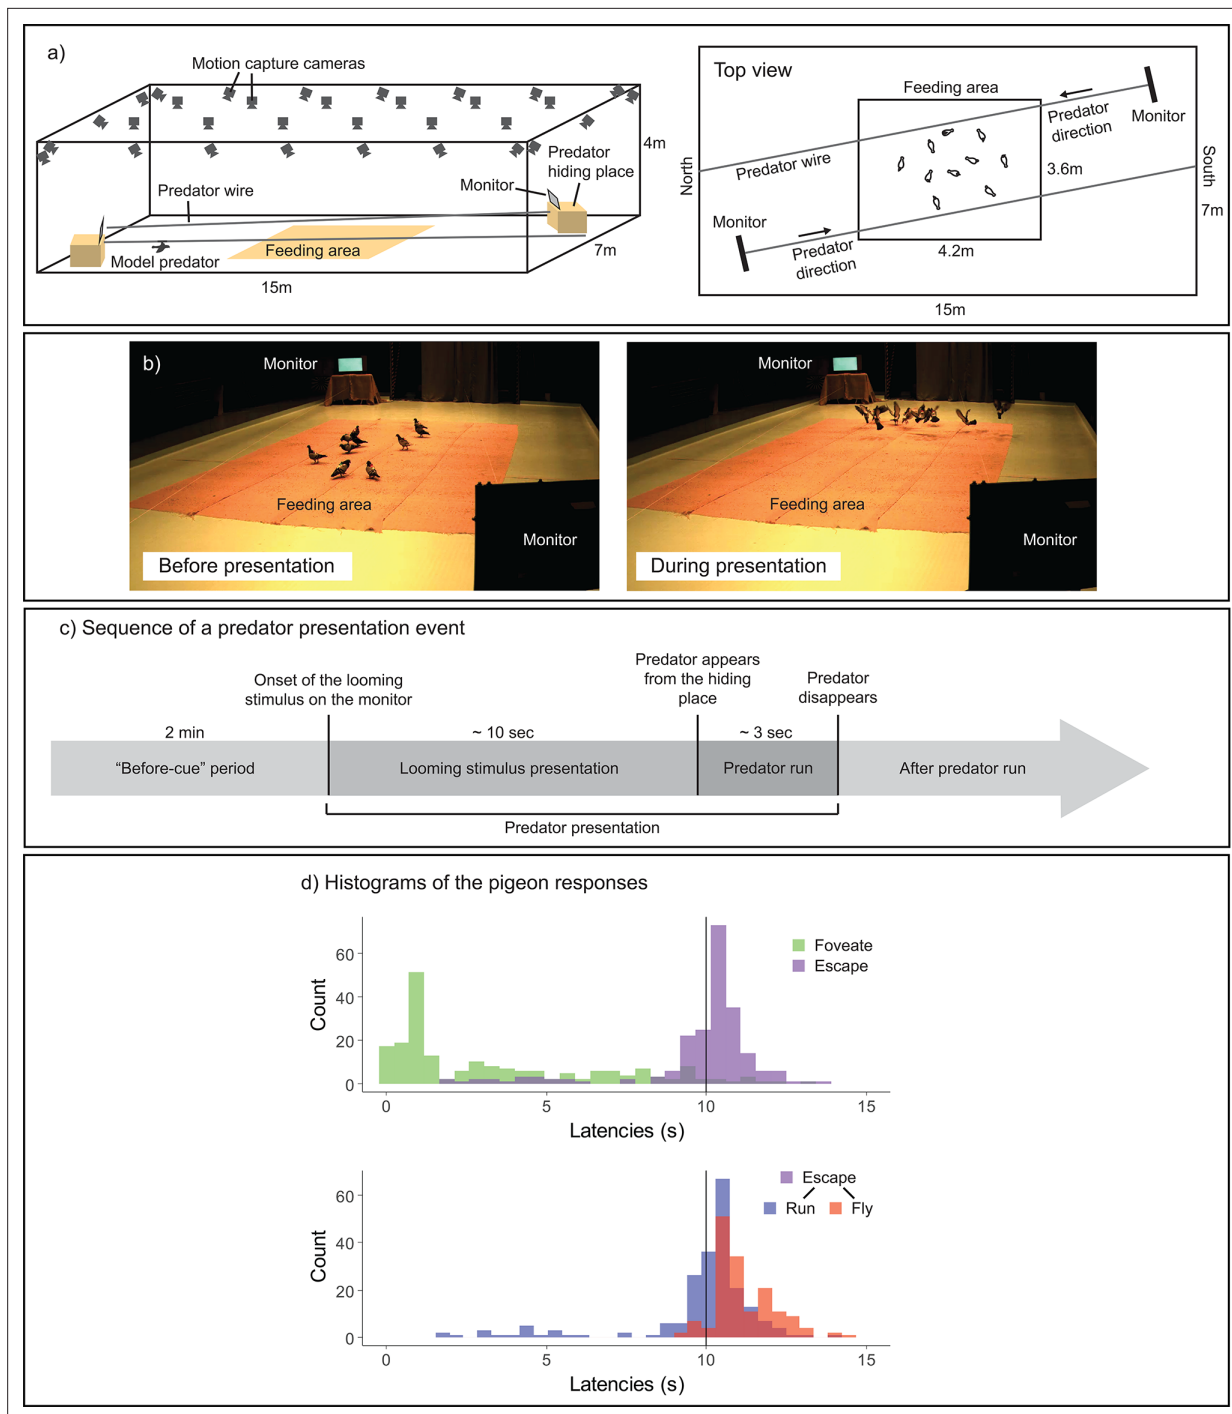 a)
Motion capture cameras
4m
Predator
hiding place
Monitor
Predator wire
Model predator
Feeding area
7m
15m
Top view
Feeding area
Predator
direction
Monitor
North
Predator wire
South
3.6m
7m
Monitor
Predator
direction
4.2m
15m
b)
Monitor
Feeding area
Monitor
Before presentation
Monitor
Feeding area
Monitor
During presentation
c) Sequence of a predator presentation event
Onset of the looming
stimulus on the monitor
Predator appears
from the hiding
place
Predator
disappears
2 min
~ 10 sec
~ 3 sec
“Before-cue” period
Looming stimulus presentation
Predator run
After predator run
Predator presentation
d) Histograms of the pigeon responses
Foveate
Escape
Count
60
40
20
0
0
5
10
15
Latencies (s)
Escape
Run
Fly
Count
60
40
20
0
0
5
10
15
Latencies (s)